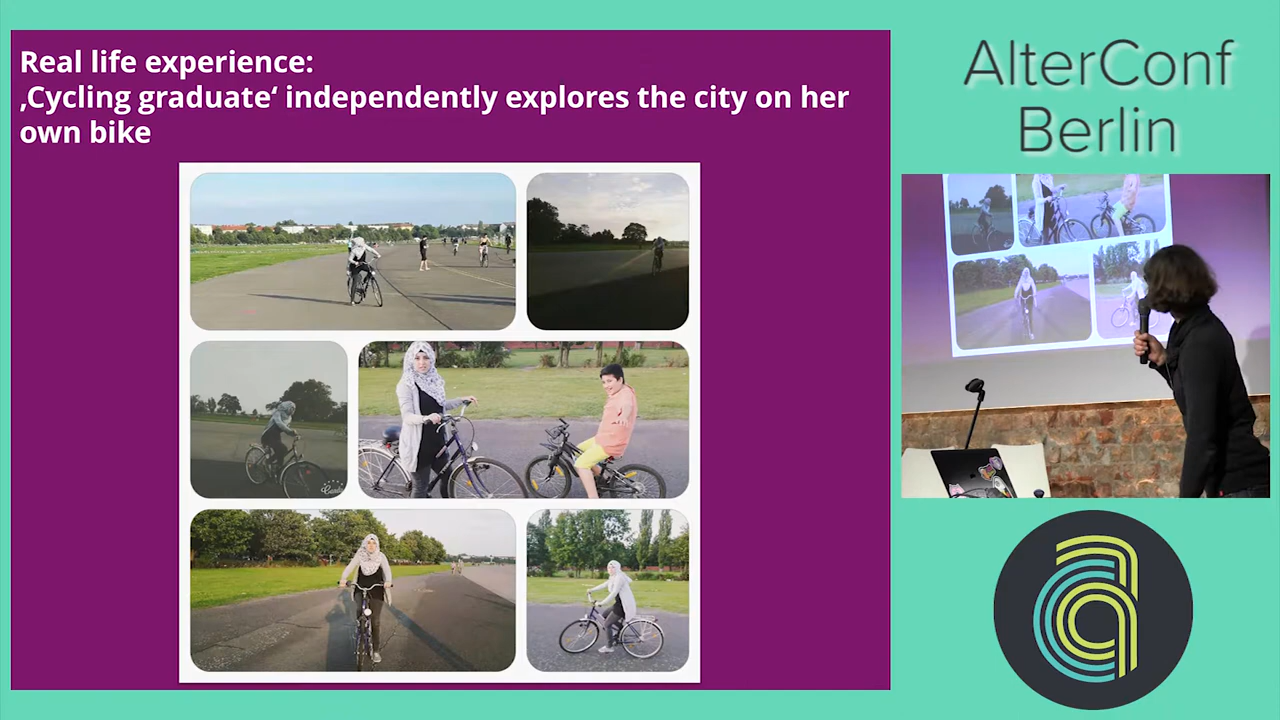 Real life experience:
‚Cycling graduate‘ independently explores the city on her
own bike
AlterConf
Berlin